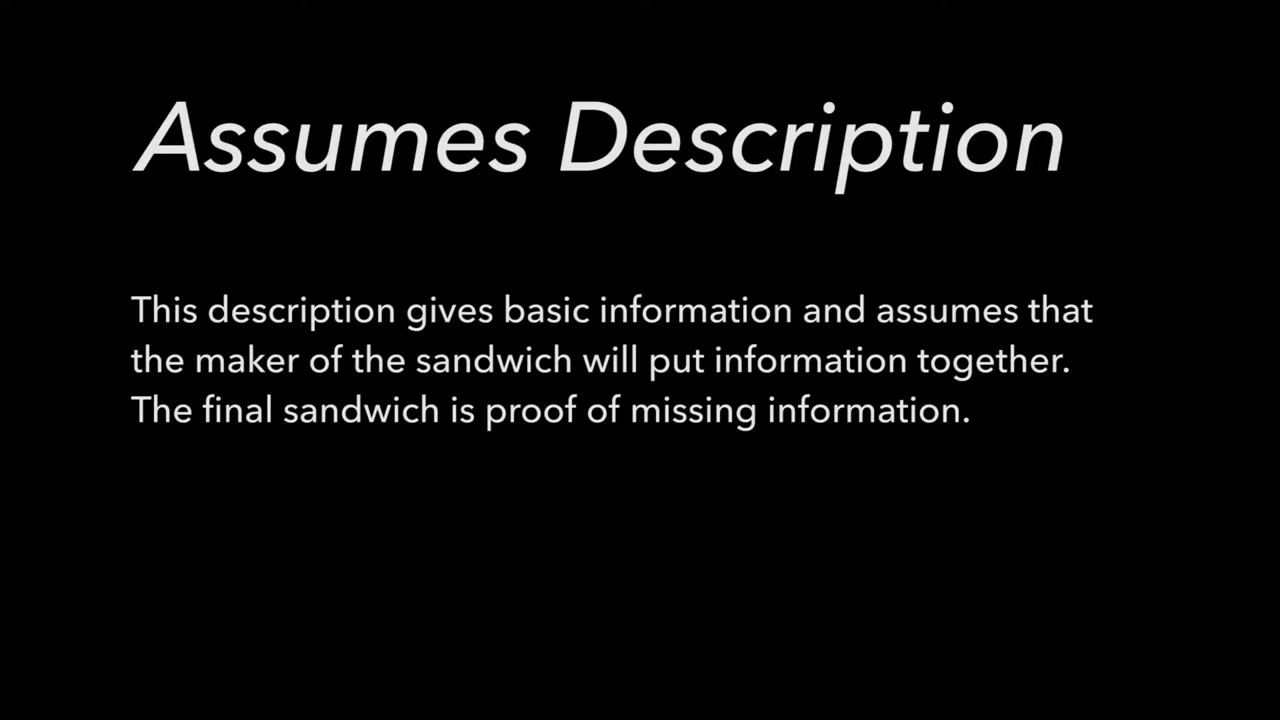 Assumes Description
This description gives basic information and assumes that
the maker of the sandwich will put information together.
The final sandwich is proof of missing information.